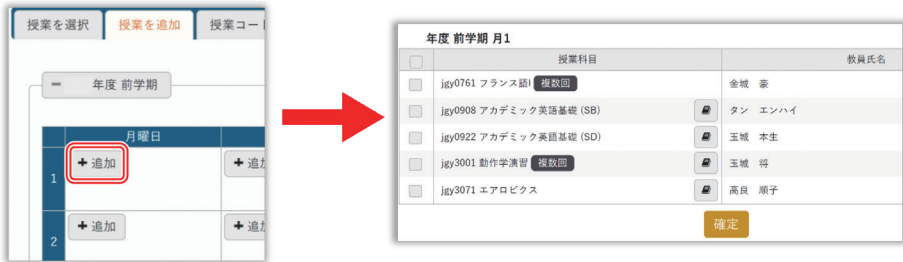 授業を選択 授業を追加 授業コード
年度 前学期
月曜日
1 +追加 +追加
2 +追加 +追加
年度 前学期 月1
授業科目 教員氏名
jgy0761 フランス語I 複数回 金城 豪
jgy0908 アカデミック英語基礎 (SB) タン エンハイ
jgy0922 アカデミック英語基礎 (SD) 玉城 本生
jgy3001 動作学演習 複数回 玉城 将
jgy3071 エアロビクス 高良 順子
確定